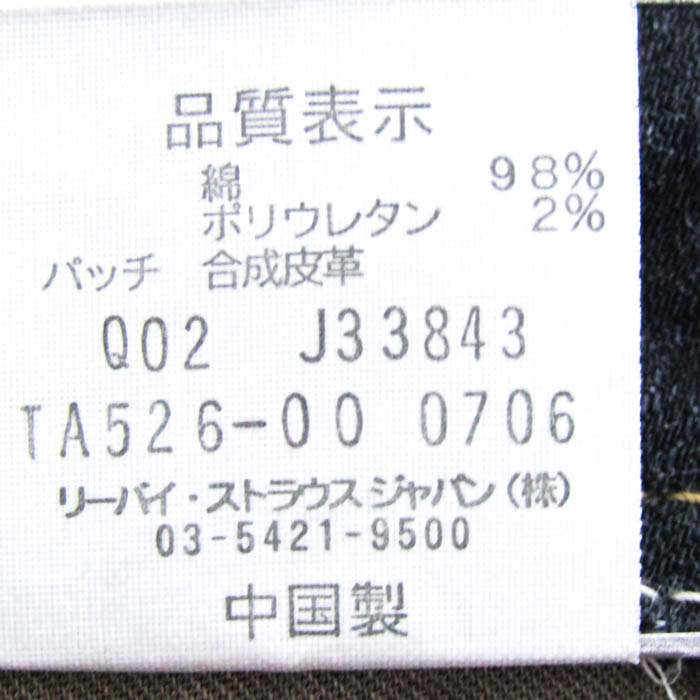 品質表示
綿 98%
ポリウレタン 2%
パッチ 合成皮革
Q02 J33843
TA526-00 0706
リーバイ・ストラウスジャパン(株)
03-5421-9500
中国製